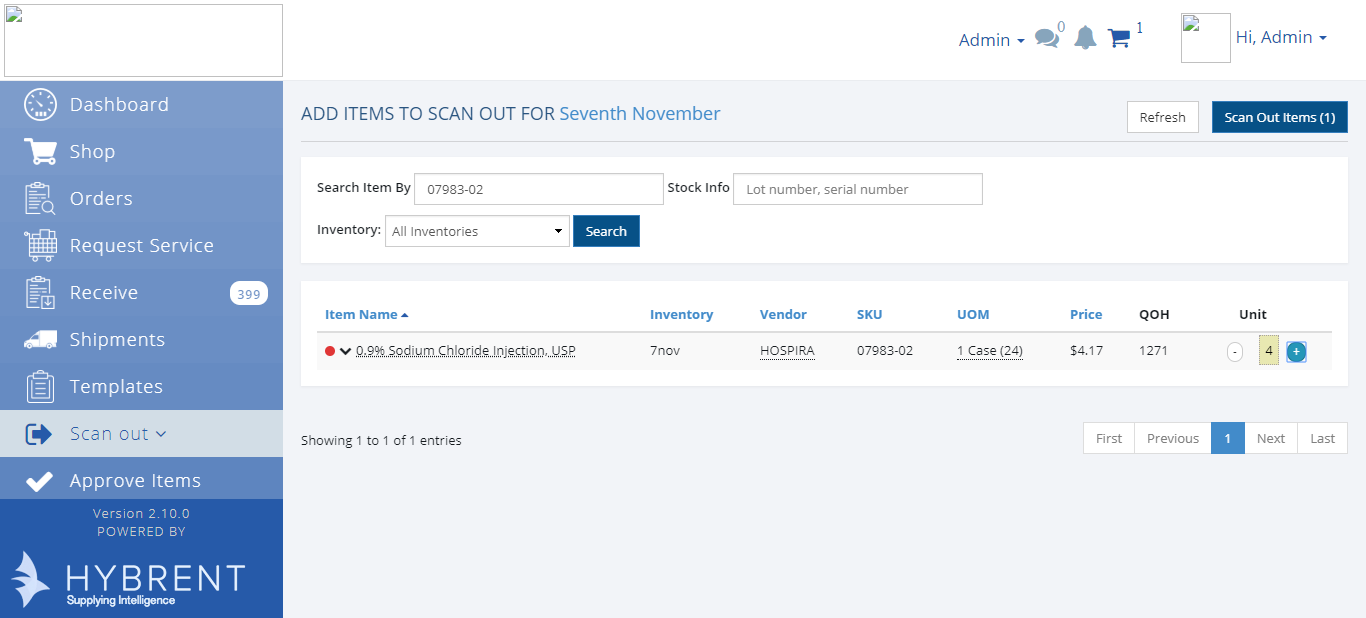 Admin 0 1 Hi, Admin
Dashboard
Shop
Orders
Request Service
Receive 399
Shipments
Templates
Scan out
Approve Items
Version 2.10.0
POWERED BY
HYBRENT
Supplying Intelligence
ADD ITEMS TO SCAN OUT FOR Seventh November
Refresh Scan Out Items (1)
Search Item By 07983-02 Stock Info Lot number, serial number
Inventory: All Inventories Search
Item Name Inventory Vendor SKU UOM Price QOH Unit
0.9% Sodium Chloride Injection, USP 7nov HOSPIRA 07983-02 1 Case (24) $4.17 1271 - 4 +
Showing 1 to 1 of 1 entries
First Previous 1 Next Last